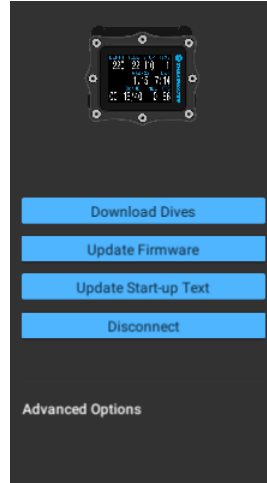 Download Dives
Update Firmware
Update Start-up Text
Disconnect
Advanced Options